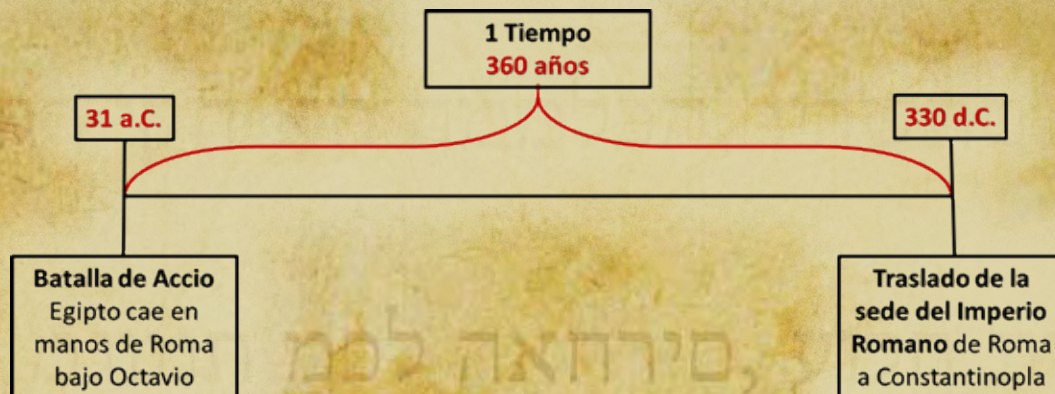 1 Tiempo
360 años
31 a.C.
330 d.C.
Batalla de Accio
Egipto cae en
manos de Roma
bajo Octavio
Traslado de la
sede del Imperio
Romano de Roma
a Constantinopla